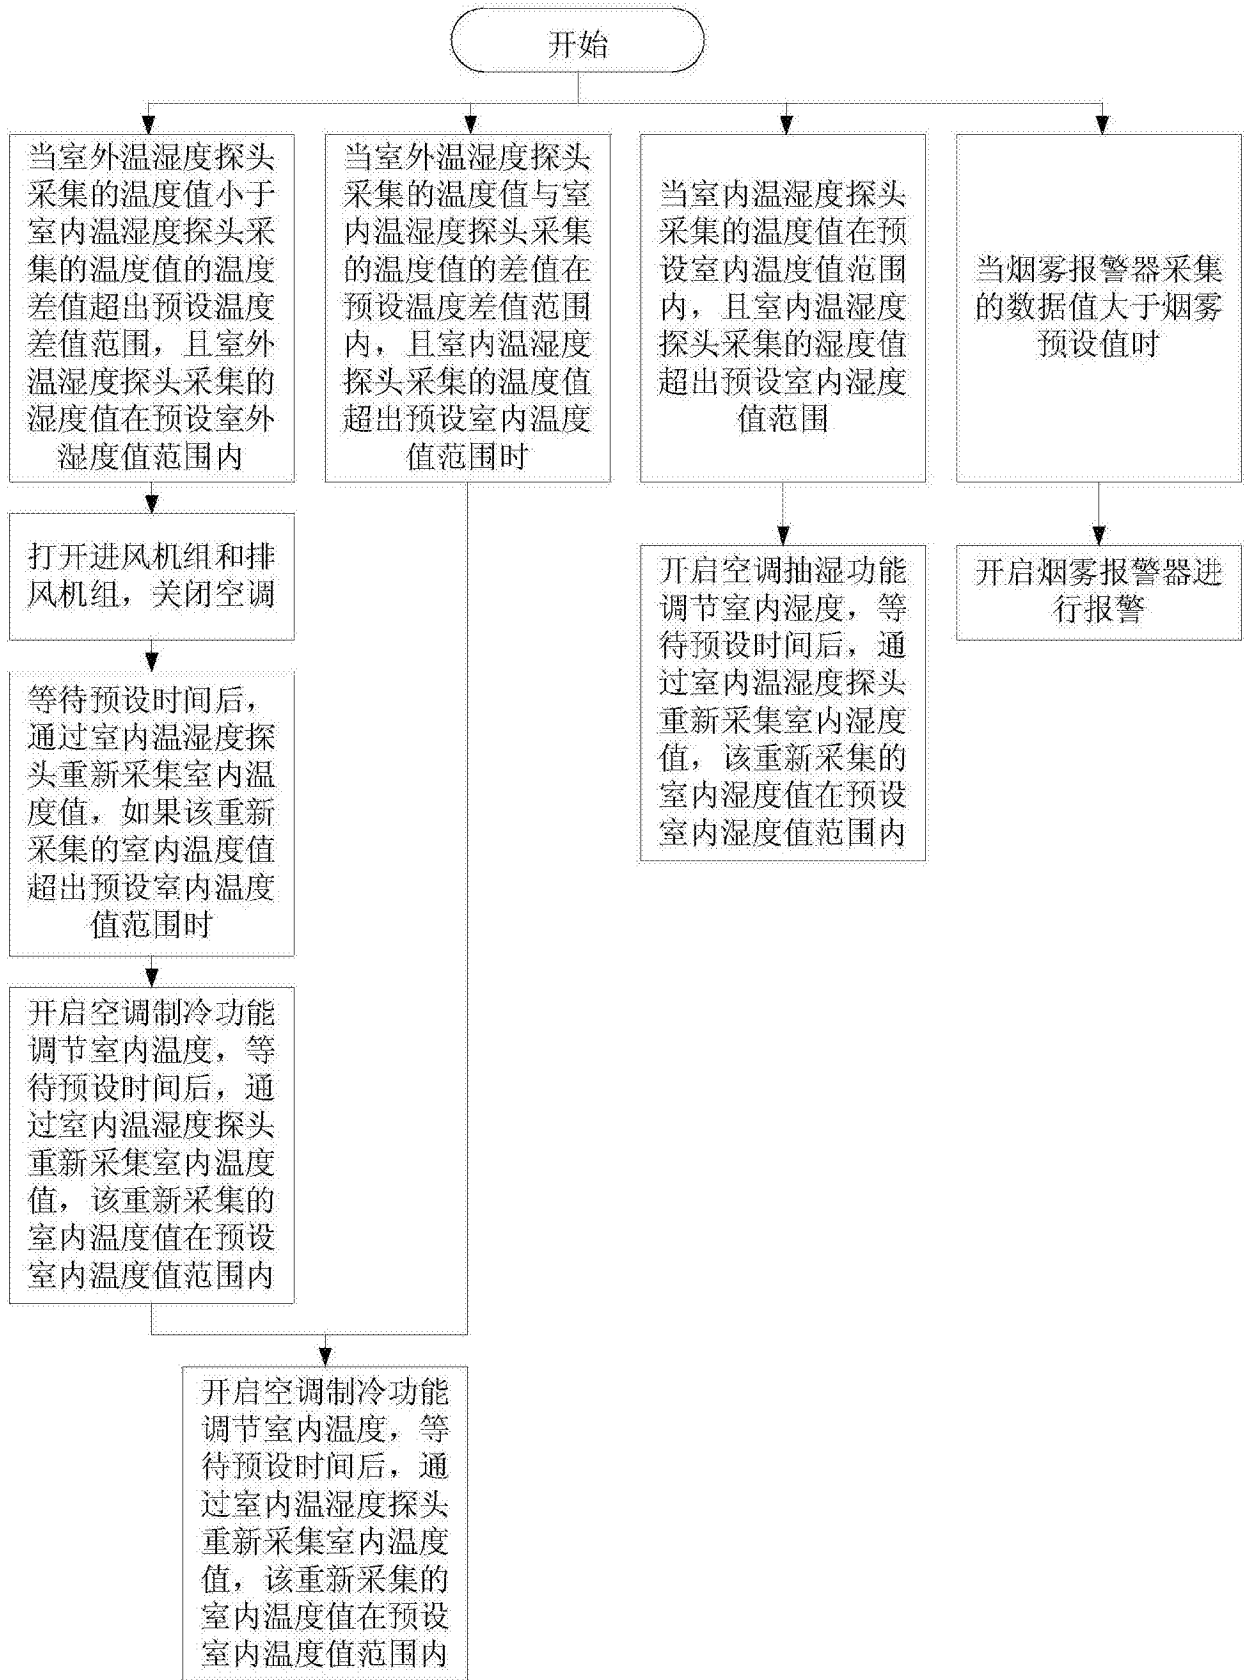 开始
当室外温湿度探头
采集的温度值小于
室内温湿度探头采
集的温度值的温度
差值超出预设温度
差值范围，且室外
温湿度探头采集的
湿度值在预设室外
湿度值范围内
打开进风机组和排
风机组，关闭空调
等待预设时间后，
通过室内温湿度探
头重新采集室内温
度值，如果该重新
采集的室内温度值
超出预设室内温度
值范围时
开启空调制冷功能
调节室内温度，等
待预设时间后，通
过室内温湿度探头
重新采集室内温度
值，该重新采集的
室内温度值在预设
室内温度值范围内
当室外温湿度探头
采集的温度值与室
内温湿度探头采集
的温度值的差值在
预设温度差值范围
内，且室内温湿度
探头采集的温度值
超出预设室内温度
值范围时
开启空调制冷功能
调节室内温度，等
待预设时间后，通
过室内温湿度探头
重新采集室内温度
值，该重新采集的
室内温度值在预设
室内温度值范围内
当室内温湿度探头
采集的温度值在预
设室内温度值范围
内，且室内温湿度
探头采集的湿度值
超出预设室内湿度
值范围
开启空调抽湿功能
调节室内湿度，等
待预设时间后，通
过室内温湿度探头
重新采集室内湿度
值，该重新采集的
室内湿度值在预设
室内湿度值范围内
当烟雾报警器采集
的数据值大于烟雾
预设值时
开启烟雾报警器进
行报警